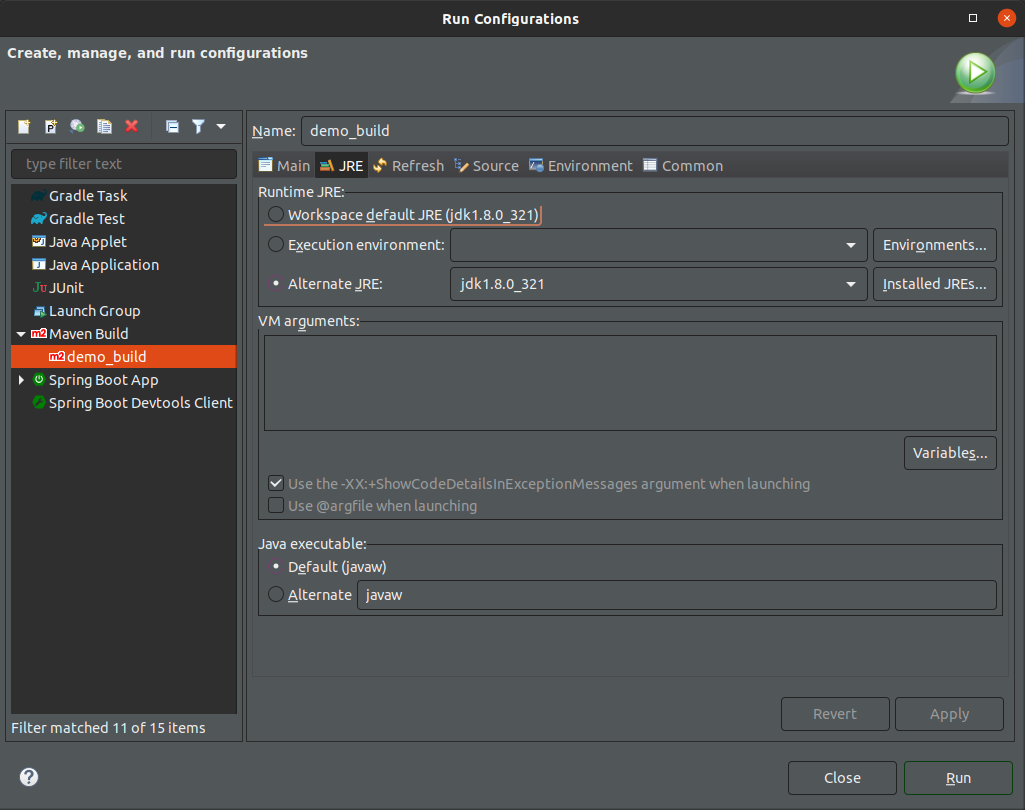 Run Configurations
Create, manage, and run configurations
Name: demo_build
type filter text
Main JRE Refresh Source Environment Common
Gradle Task
Gradle Test
Java Applet
Java Application
Ju JUnit
Launch Group
m2 Maven Build
m2 demo_build
Spring Boot App
Spring Boot Devtools Client
Filter matched 11 of 15 items
Runtime JRE:
Workspace default JRE (jdk1.8.0_321)
Execution environment: Environments...
Alternate JRE: jdk1.8.0_321 Installed JREs...
VM arguments:
Variables...
Use the -XX:+ShowCodeDetailsInExceptionMessages argument when launching
Use @argfile when launching
Java executable:
Default (javaw)
Alternate javaw
Revert Apply
? Close Run